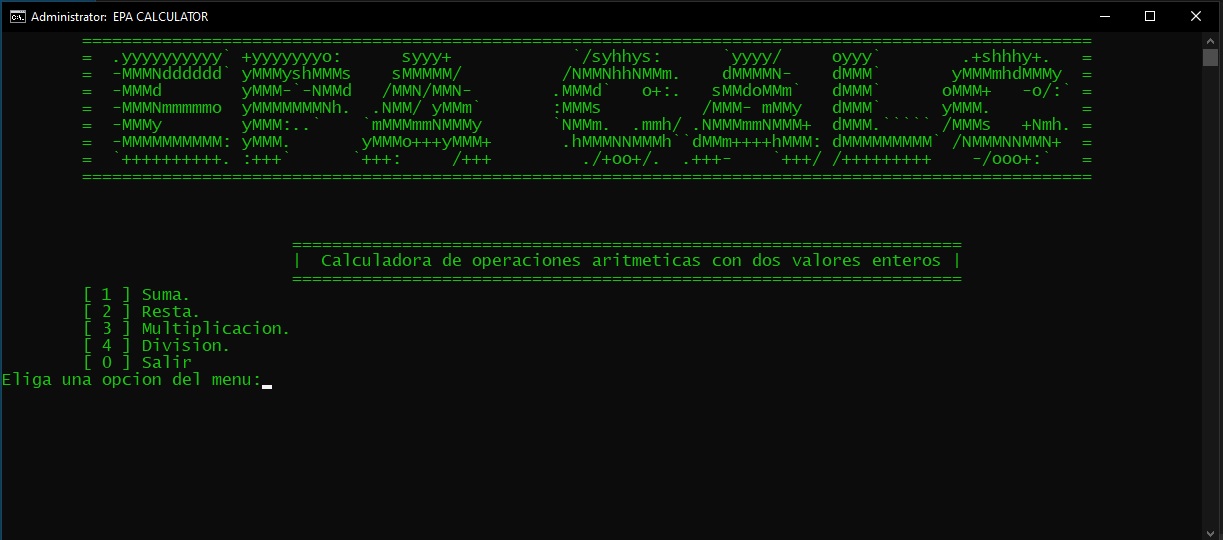 Administrator: EPA CALCULATOR
==========================================================================================================
=  .yyyyyyyyyy` +yyyyyyyo:      syyy+            `/syhhys:      `yyyy/     oyyy`        .+shhhy+.   =
=  -MMMNdddddd` yMMMyshMMMs    sMMMMM/          /NMMNhhNMMm.    dMMMMN-    dMMM`       yMMMmhdMMMy  =
=  -MMMd        yMMM-`-NMMd   /MMN/MMN-        .MMMd`   o+:.   sMMdoMMm`   dMMM`      oMMM+   -o/:` =
=  -MMMNmmmmmo  yMMMMMMMNh.  .NMM/ yMMm`       :MMMs          /MMM- mMMy   dMMM`      yMMM.         =
=  -MMMy        yMMM:..`    `mMMMmmNMMMy       `NMMm.  .mmh/ .NMMMmmNMMM+  dMMM.````` /MMMs   +Nmh. =
=  -MMMMMMMMMM: yMMM.       yMMMo+++yMMM+       .hMMMNNMMMh``dMMm++++hMMM: dMMMMMMMMM` /NMMMNNMMN+  =
=  `++++++++++. :+++`      `+++:     /+++         ./+oo+/.  .+++-    `+++/ /+++++++++    -/ooo+:`   =
==========================================================================================================
===================================================================
|  Calculadora de operaciones aritmeticas con dos valores enteros |
===================================================================
[ 1 ] Suma.
[ 2 ] Resta.
[ 3 ] Multiplicacion.
[ 4 ] Division.
[ 0 ] Salir
Eliga una opcion del menu: